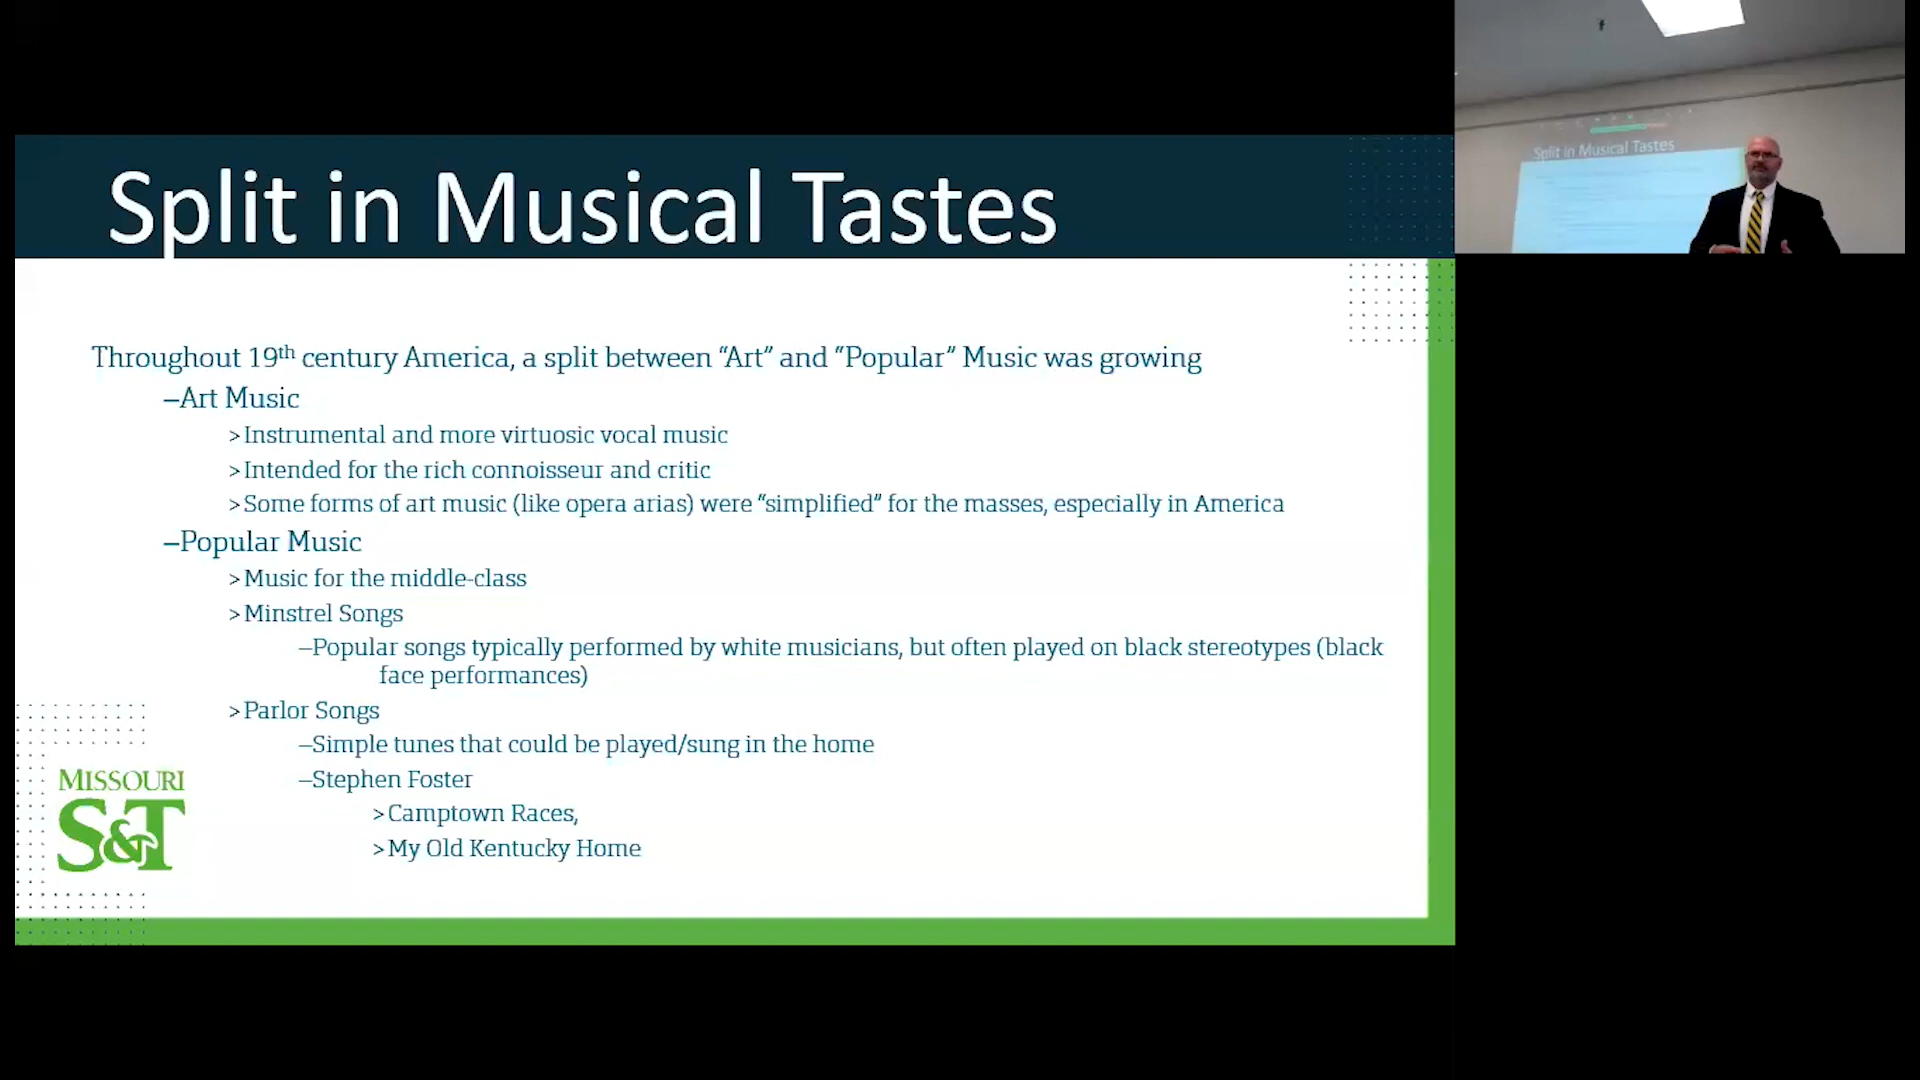 Split in Musical Tastes
Throughout 19th century America, a split between “Art” and “Popular” Music was growing
–Art Music
>Instrumental and more virtuosic vocal music
>Intended for the rich connoisseur and critic
>Some forms of art music (like opera arias) were “simplified” for the masses, especially in America
–Popular Music
>Music for the middle-class
>Minstrel Songs
–Popular songs typically performed by white musicians, but often played on black stereotypes (black
face performances)
>Parlor Songs
–Simple tunes that could be played/sung in the home
–Stephen Foster
>Camptown Races,
>My Old Kentucky Home
MISSOURI
S&T
Split in Musical Tastes